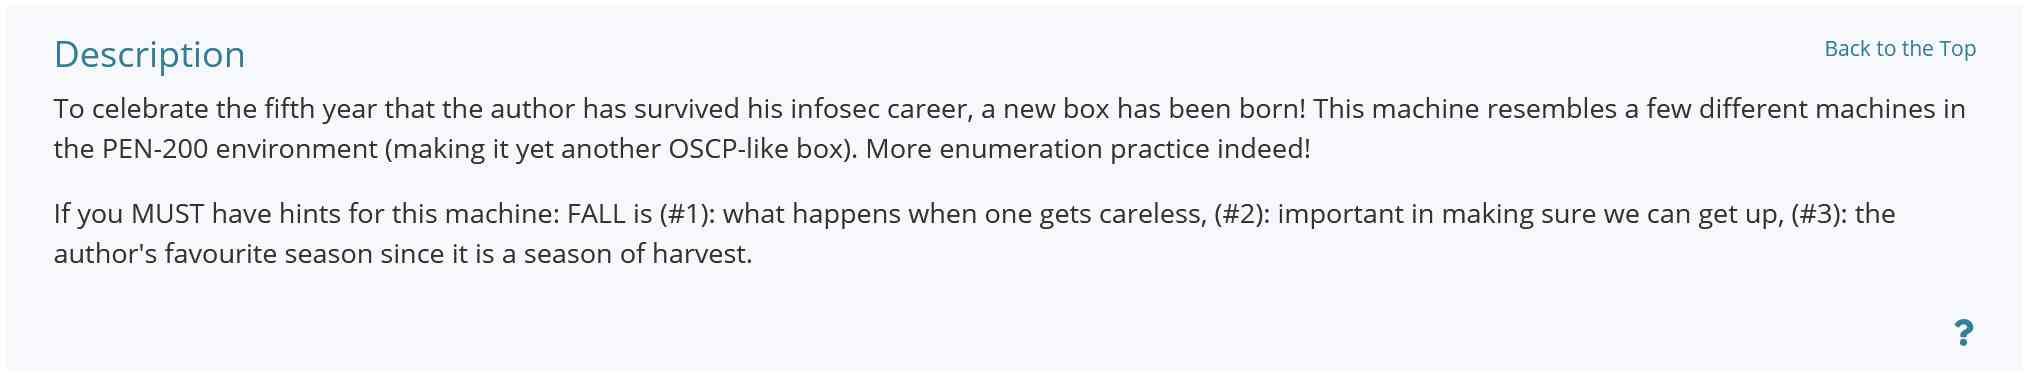 Description
Back to the Top
To celebrate the fifth year that the author has survived his infosec career, a new box has been born! This machine resembles a few different machines in
the PEN-200 environment (making it yet another OSCP-like box). More enumeration practice indeed!
If you MUST have hints for this machine: FALL is (#1): what happens when one gets careless, (#2): important in making sure we can get up, (#3): the
author's favourite season since it is a season of harvest.
?